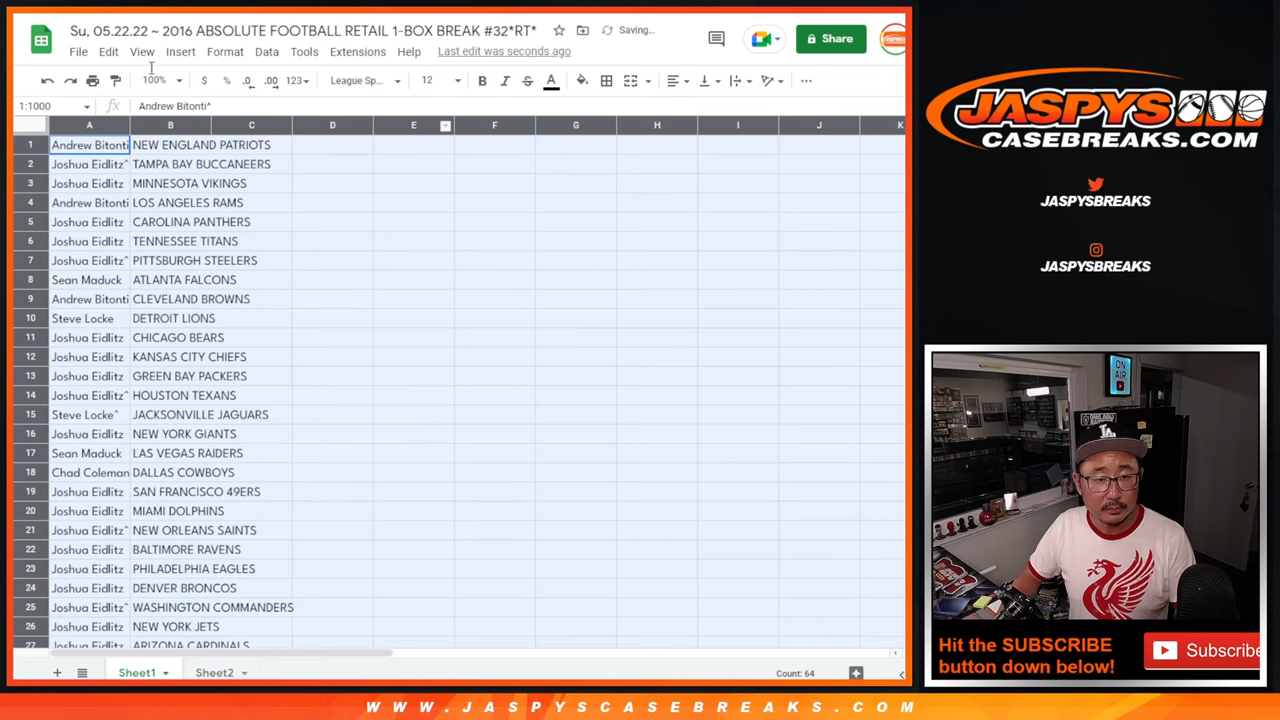 Su, 05.22.22 ~ 2016 ABSOLUTE FOOTBALL RETAIL 1-BOX BREAK #32*RT*
Saving...
File Edit View Insert Format Data Tools Extensions Help Last edit was seconds ago
Share
100% $ % .0 .00 123 League Sp... 12 B I A
1:1000 fx Andrew Bitonti^
A B C D E F G H I J K
1 Andrew Bitonti NEW ENGLAND PATRIOTS
2 Joshua Eidlitz^ TAMPA BAY BUCCANEERS
3 Joshua Eidlitz MINNESOTA VIKINGS
4 Andrew Bitonti LOS ANGELES RAMS
5 Joshua Eidlitz CAROLINA PANTHERS
6 Joshua Eidlitz TENNESSEE TITANS
7 Joshua Eidlitz^ PITTSBURGH STEELERS
8 Sean Maduck ATLANTA FALCONS
9 Andrew Bitonti CLEVELAND BROWNS
10 Steve Locke DETROIT LIONS
11 Joshua Eidlitz CHICAGO BEARS
12 Joshua Eidlitz KANSAS CITY CHIEFS
13 Joshua Eidlitz GREEN BAY PACKERS
14 Joshua Eidlitz^ HOUSTON TEXANS
15 Steve Locke^ JACKSONVILLE JAGUARS
16 Joshua Eidlitz NEW YORK GIANTS
17 Sean Maduck LAS VEGAS RAIDERS
18 Chad Coleman DALLAS COWBOYS
19 Joshua Eidlitz SAN FRANCISCO 49ERS
20 Joshua Eidlitz MIAMI DOLPHINS
21 Joshua Eidlitz^ NEW ORLEANS SAINTS
22 Joshua Eidlitz BALTIMORE RAVENS
23 Joshua Eidlitz PHILADELPHIA EAGLES
24 Joshua Eidlitz DENVER BRONCOS
25 Joshua Eidlitz^ WASHINGTON COMMANDERS
26 Joshua Eidlitz NEW YORK JETS
27 Joshua Eidlitz ARIZONA CARDINALS
Sheet1 Sheet2 Count: 64
JASPYS
CASEBREAKS.COM
JASPYSBREAKS
JASPYSBREAKS
ON
AIR
LA
Hit the SUBSCRIBE
button down below!
Subscribe
WWW.JASPYSCASEBREAKS.COM